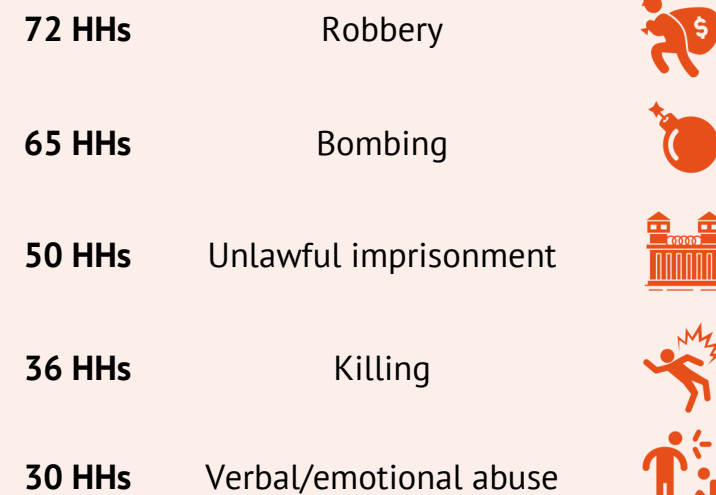 72 HHs Robbery
65 HHs Bombing
50 HHs Unlawful imprisonment
36 HHs Killing
30 HHs Verbal/emotional abuse